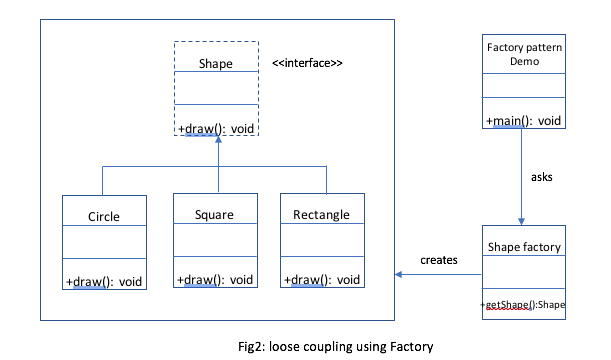 Shape
<<interface>>
+draw(): void
Circle
+draw(): void
Square
+draw(): void
Rectangle
+draw(): void
Factory pattern
Demo
+main(): void
asks
Shape factory
+getShape():Shape
creates
Fig2: loose coupling using Factory